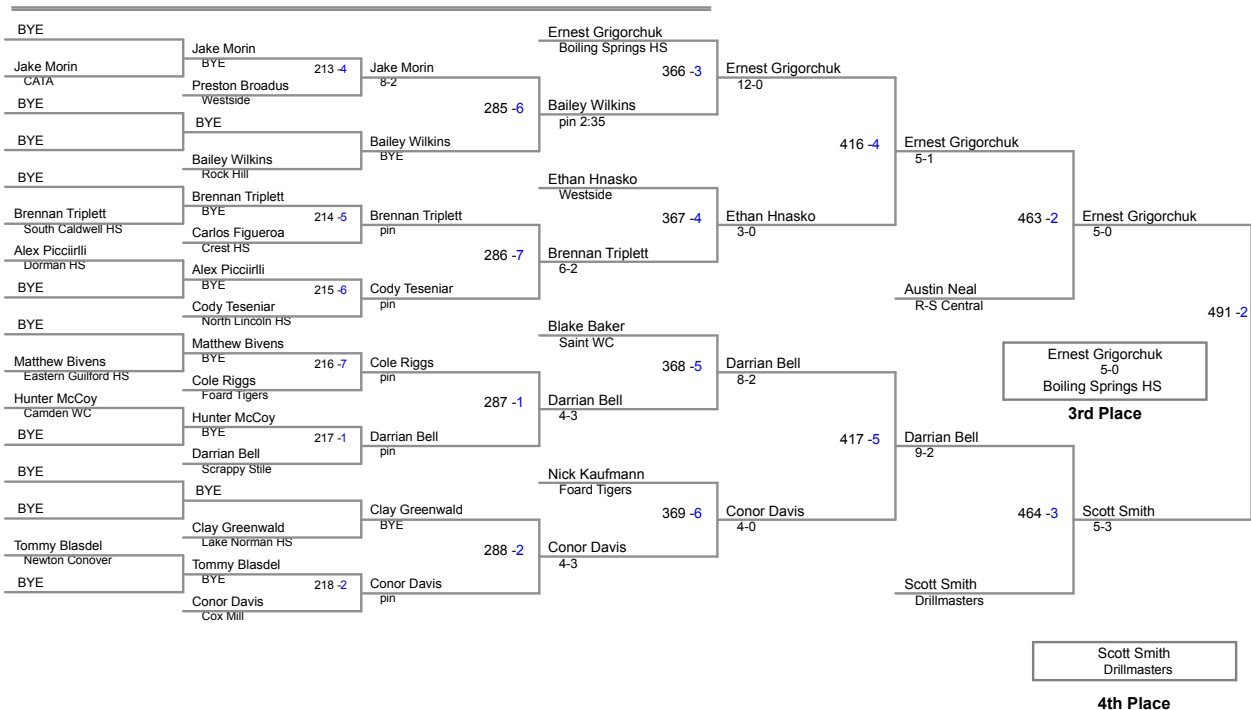 BYE
Jake Morin
CATA
BYE
BYE
BYE
Brennan Triplett
South Caldwell HS
Alex Picciirlli
Dorman HS
BYE
BYE
Matthew Bivens
Eastern Guilford HS
Hunter McCoy
Camden WC
BYE
BYE
BYE
Tommy Blasdel
Newton Conover
BYE
Jake Morin
BYE
213 -4
Preston Broadus
Westside
BYE
Bailey Wilkins
Rock Hill
Brennan Triplett
BYE
214 -5
Carlos Figueroa
Crest HS
Alex Picciirlli
BYE
215 -6
Cody Teseniar
North Lincoln HS
Matthew Bivens
BYE
216 -7
Cole Riggs
Foard Tigers
Hunter McCoy
BYE
217 -1
Darrian Bell
Scrappy Stile
BYE
Clay Greenwald
Lake Norman HS
Tommy Blasdel
BYE
218 -2
Conor Davis
Cox Mill
Jake Morin
8-2
285 -6
Bailey Wilkins
BYE
Brennan Triplett
pin
286 -7
Cody Teseniar
pin
Cole Riggs
pin
287 -1
Darrian Bell
pin
Clay Greenwald
BYE
288 -2
Conor Davis
pin
Ernest Grigorchuk
Boiling Springs HS
366 -3
Bailey Wilkins
pin 2:35
Ethan Hnasko
Westside
367 -4
Brennan Triplett
6-2
Blake Baker
Saint WC
368 -5
Darrian Bell
4-3
Nick Kaufmann
Foard Tigers
369 -6
Conor Davis
4-3
Ernest Grigorchuk
12-0
416 -4
Ethan Hnasko
3-0
Darrian Bell
8-2
417 -5
Conor Davis
4-0
Ernest Grigorchuk
5-1
463 -2
Austin Neal
R-S Central
Darrian Bell
9-2
464 -3
Scott Smith
Drillmasters
Ernest Grigorchuk
5-0
491 -2
Scott Smith
5-3
Ernest Grigorchuk
5-0
Boiling Springs HS
3rd Place
Scott Smith
Drillmasters
4th Place